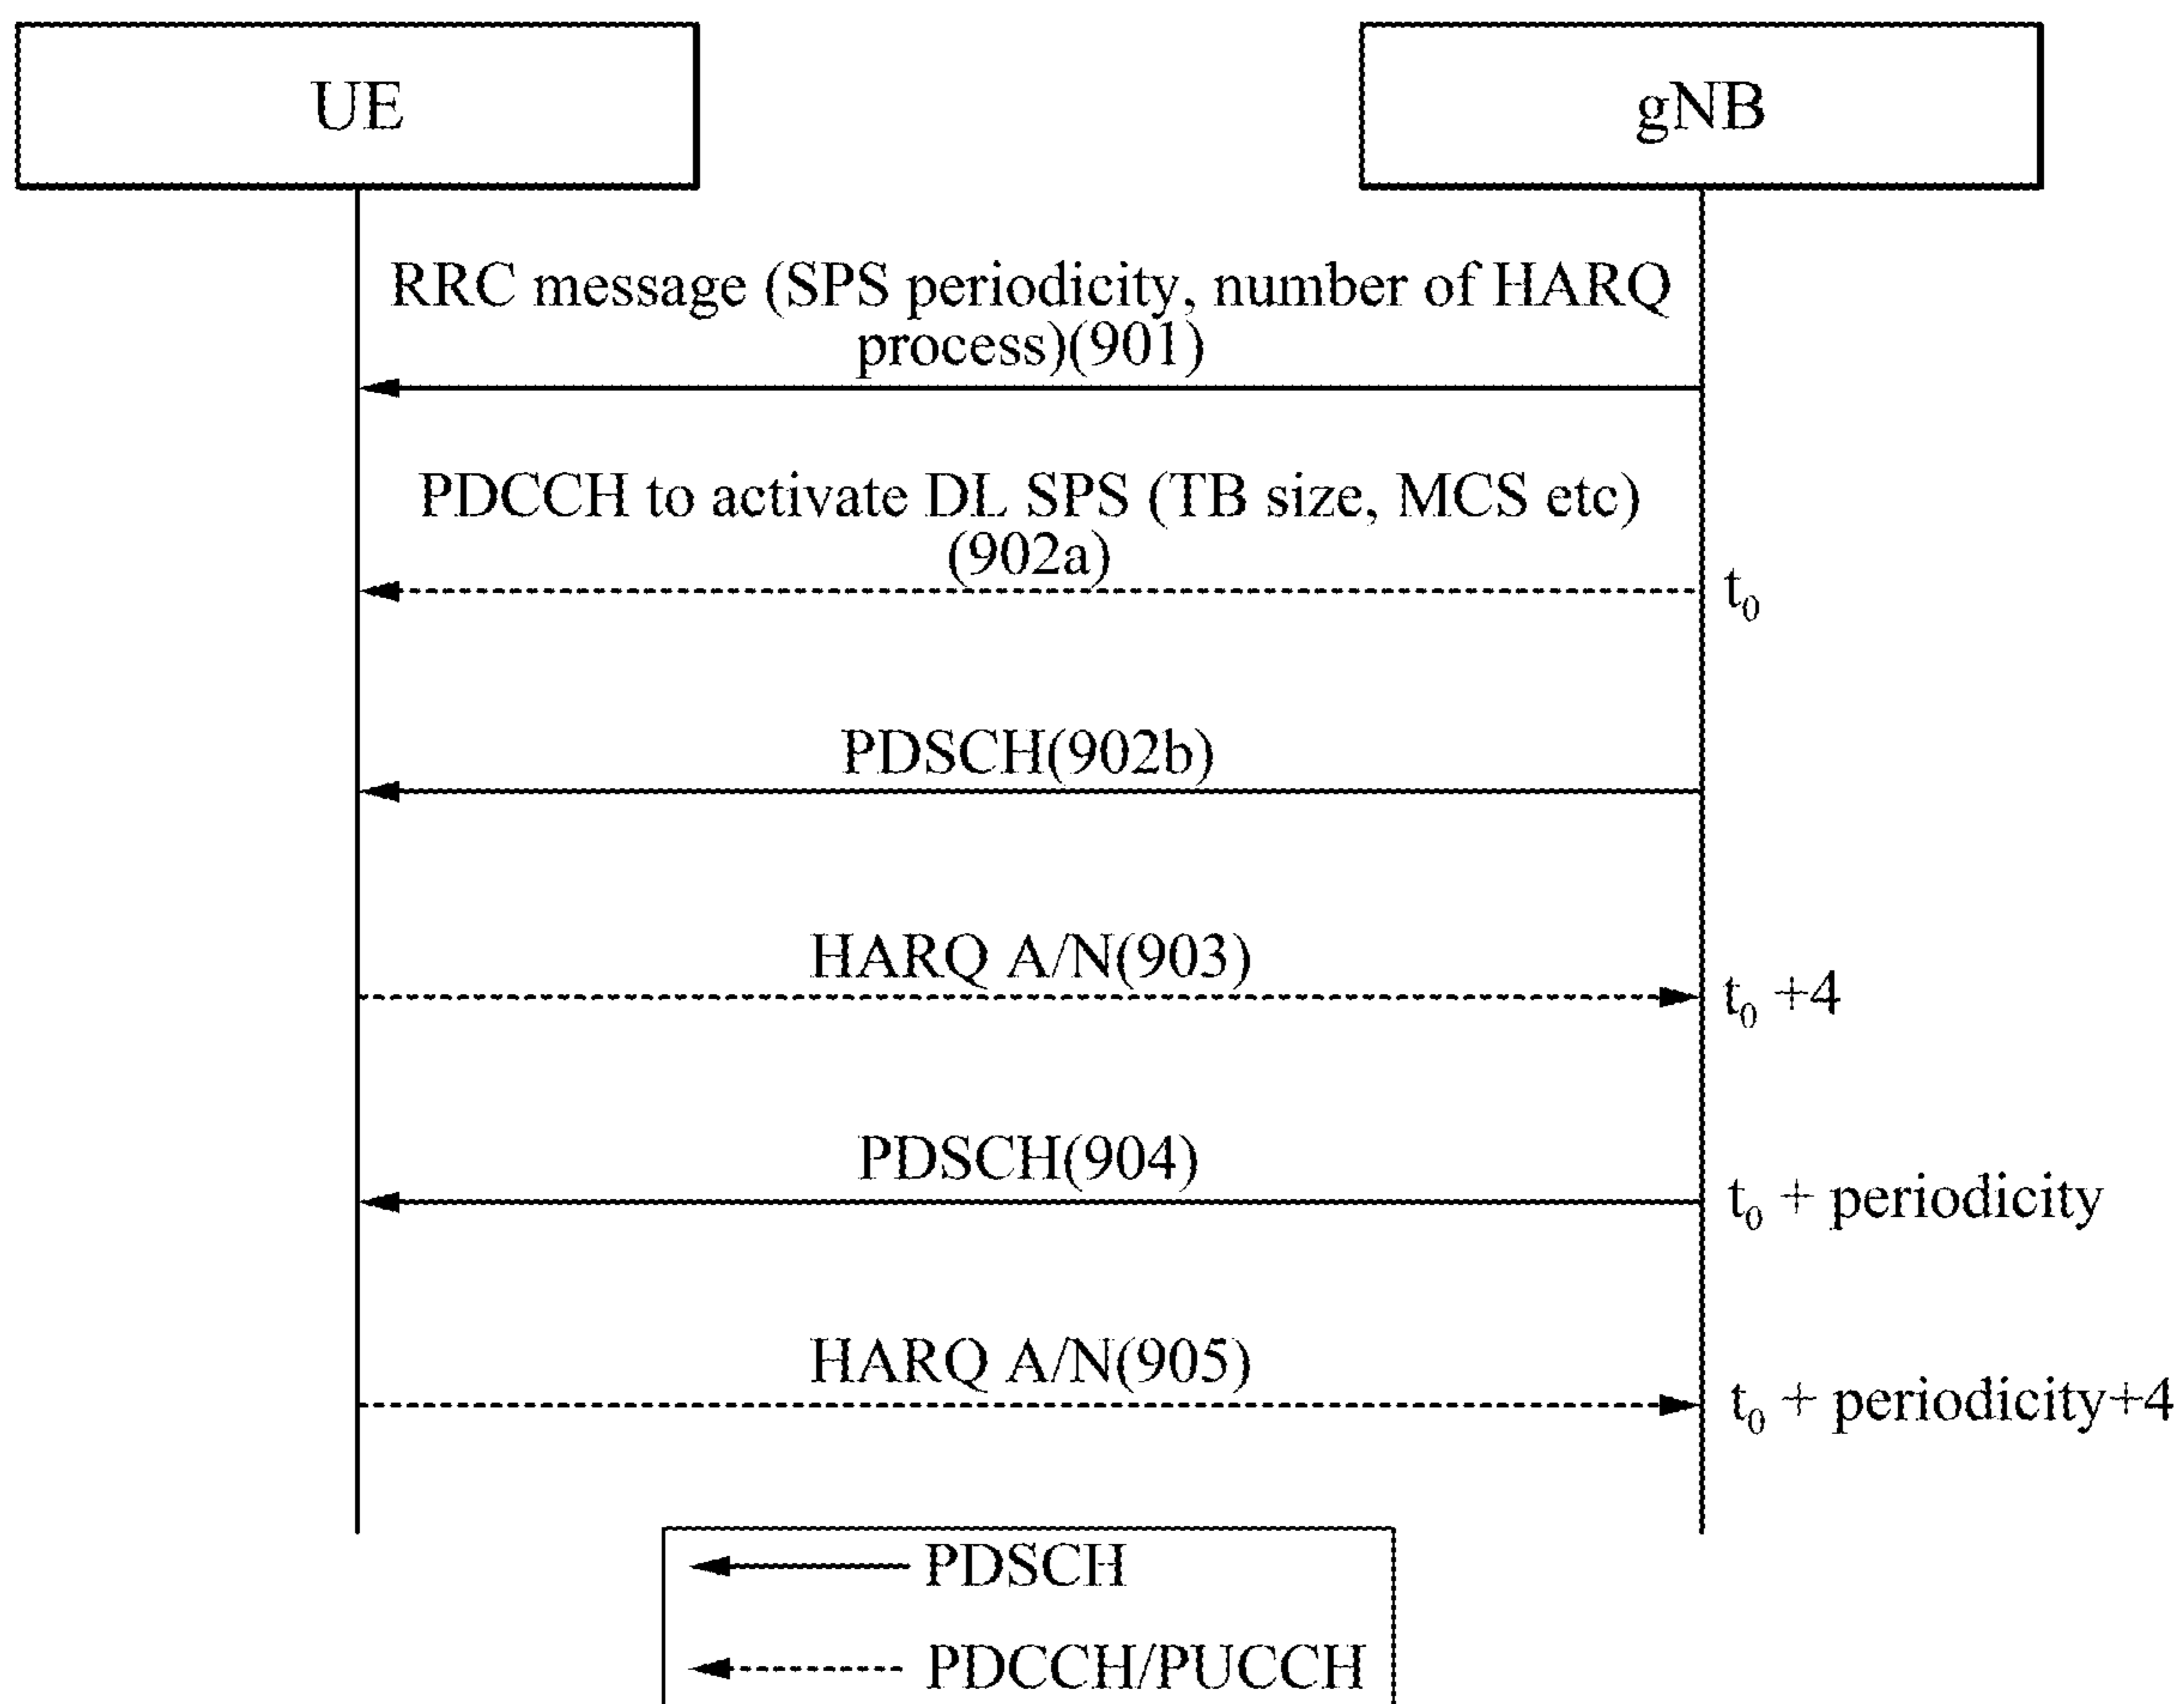 UE
gNB
RRC message (SPS periodicity, number of HARQ
process)(901)
PDCCH to activate DL SPS (TB size, MCS etc)
(902a)
t₀
PDSCH(902b)
HARQ A/N(903)
t₀ +4
PDSCH(904)
t₀ + periodicity
HARQ A/N(905)
t₀ + periodicity+4
PDSCH
PDCCH/PUCCH